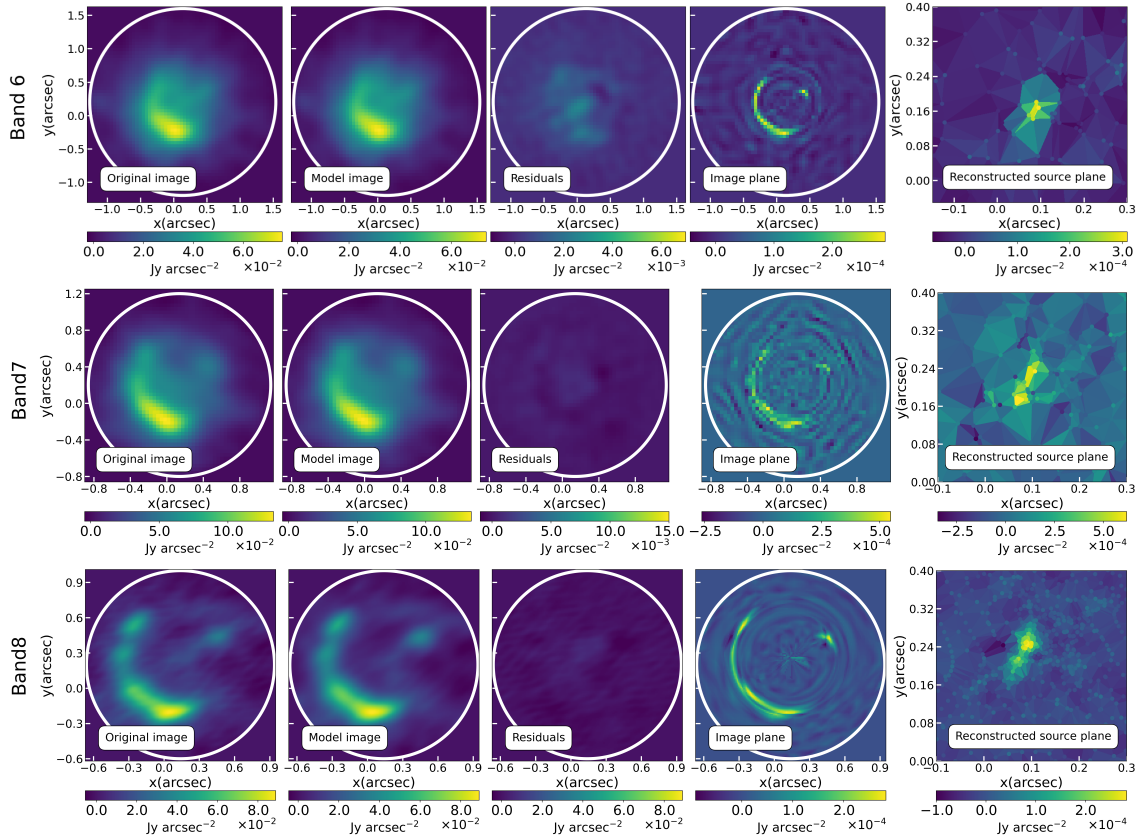 Band 6
y(arcsec)
1.5
1.0
0.5
0.0
−0.5
−1.0
Original image
Model image
Residuals
Image plane
y(arcsec)
0.40
0.32
0.24
0.16
0.08
0.00
Reconstructed source plane
−1.0 −0.5 0.0 0.5 1.0 1.5
−1.0 −0.5 0.0 0.5 1.0 1.5
−1.0 −0.5 0.0 0.5 1.0 1.5
−1.0 −0.5 0.0 0.5 1.0 1.5
−0.1 0.0 0.1 0.2 0.3
x(arcsec) x(arcsec) x(arcsec) x(arcsec) x(arcsec)
0.0 2.0 4.0 6.0
0.0 2.0 4.0 6.0
0.0 2.0 4.0 6.0
0.0 1.0 2.0
0.0 1.0 2.0 3.0
Jy arcsec−2 ×10−2
Jy arcsec−2 ×10−2
Jy arcsec−2 ×10−3
Jy arcsec−2 ×10−4
Jy arcsec−2 ×10−4
Band7
y(arcsec)
1.2
0.8
0.4
0.0
−0.4
−0.8
Original image
Model image
Residuals
Image plane
y(arcsec)
0.40
0.32
0.24
0.16
0.08
0.00
Reconstructed source plane
−0.8 −0.4 0.0 0.4 0.8
−0.8 −0.4 0.0 0.4 0.8
−0.8 −0.4 0.0 0.4 0.8
−0.8 −0.4 0.0 0.4 0.8
−0.1 0.0 0.1 0.2 0.3
x(arcsec) x(arcsec) x(arcsec) x(arcsec) x(arcsec)
0.0 5.0 10.0
0.0 5.0 10.0
0.0 5.0 10.0 15.0
−2.5 0.0 2.5 5.0
−2.5 0.0 2.5 5.0
Jy arcsec−2 ×10−2
Jy arcsec−2 ×10−2
Jy arcsec−2 ×10−3
Jy arcsec−2 ×10−4
Jy arcsec−2 ×10−4
Band8
y(arcsec)
0.9
0.6
0.3
0.0
−0.3
−0.6
Original image
Model image
Residuals
Image plane
y(arcsec)
0.40
0.32
0.24
0.16
0.08
0.00
Reconstructed source plane
−0.6 −0.3 0.0 0.3 0.6 0.9
−0.6 −0.3 0.0 0.3 0.6 0.9
−0.6 −0.3 0.0 0.3 0.6 0.9
−0.6 −0.3 0.0 0.3 0.6 0.9
−0.1 0.0 0.1 0.2 0.3
x(arcsec) x(arcsec) x(arcsec) x(arcsec) x(arcsec)
0.0 2.0 4.0 6.0 8.0
0.0 2.0 4.0 6.0 8.0
0.0 2.0 4.0 6.0 8.0
0.0 1.0 2.0
−1.0 0.0 1.0 2.0
Jy arcsec−2 ×10−2
Jy arcsec−2 ×10−2
Jy arcsec−2 ×10−2
Jy arcsec−2 ×10−4
Jy arcsec−2 ×10−4